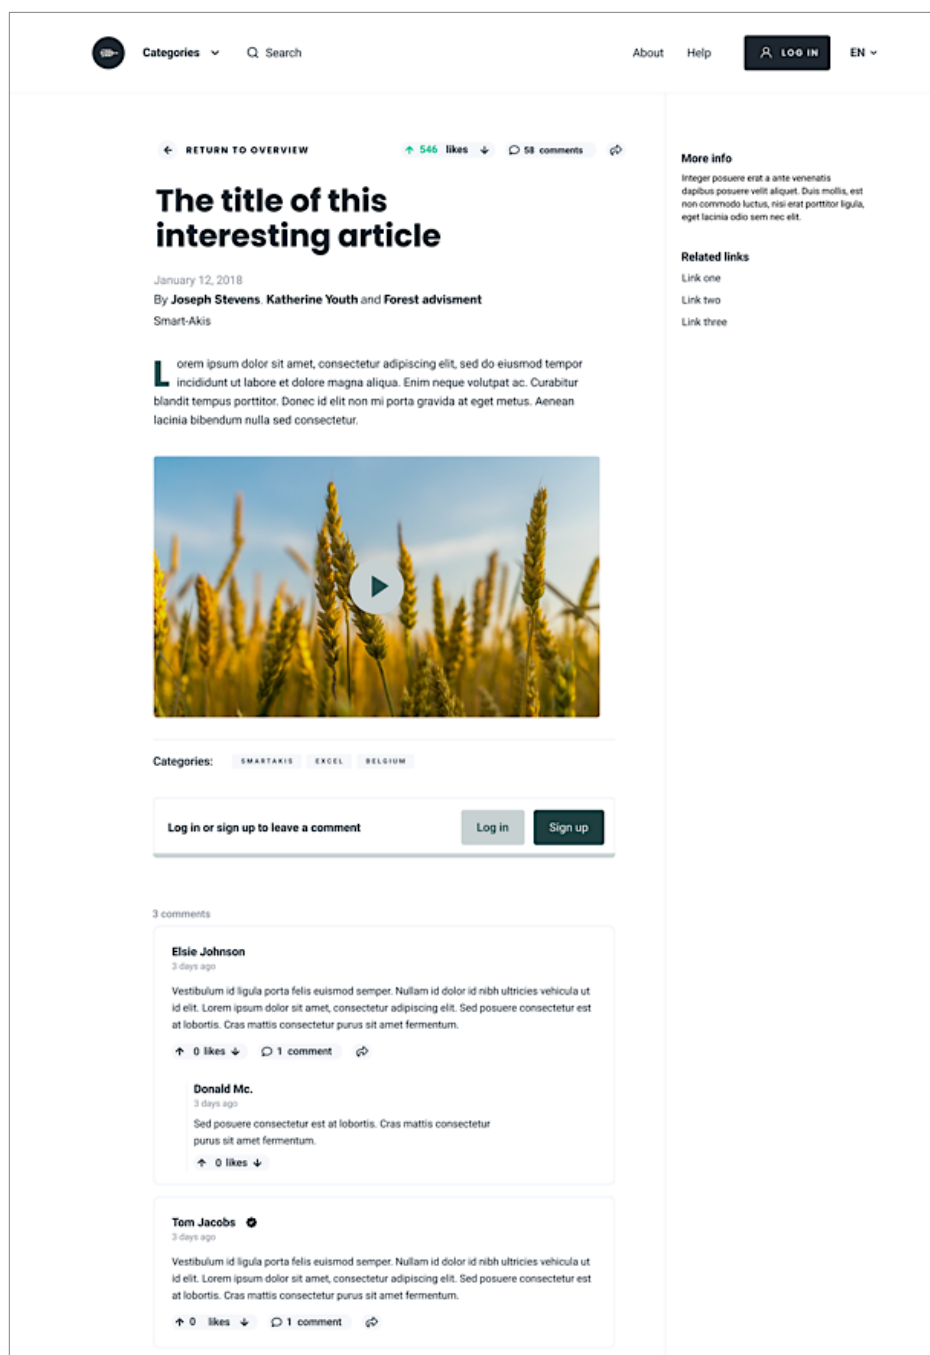 Categories
Search
About
Help
LOG IN
EN
RETURN TO OVERVIEW
546 likes
58 comments
The title of this
interesting article
January 12, 2018
By Joseph Stevens, Katherine Youth and Forest advisment
Smart-Akis
Lorem ipsum dolor sit amet, consectetur adipiscing elit, sed do eiusmod tempor
incididunt ut labore et dolore magna aliqua. Enim neque volutpat ac. Curabitur
blandit tempus porttitor. Donec id elit non mi porta gravida at eget metus. Aenean
lacinia bibendum nulla sed consectetur.
Categories:
SMARTAKIS
EXCEL
BELGIUM
Log in or sign up to leave a comment
Log in
Sign up
3 comments
Elsie Johnson
3 days ago
Vestibulum id ligula porta felis euismod semper. Nullam id dolor id nibh ultricies vehicula ut
id elit. Lorem ipsum dolor sit amet, consectetur adipiscing elit. Sed posuere consectetur est
at lobortis. Cras mattis consectetur purus sit amet fermentum.
0 likes
1 comment
Donald Mc.
3 days ago
Sed posuere consectetur est at lobortis. Cras mattis consectetur
purus sit amet fermentum.
0 likes
Tom Jacobs
3 days ago
Vestibulum id ligula porta felis euismod semper. Nullam id dolor id nibh ultricies vehicula ut
id elit. Lorem ipsum dolor sit amet, consectetur adipiscing elit. Sed posuere consectetur est
at lobortis. Cras mattis consectetur purus sit amet fermentum.
0 likes
1 comment
More info
Integer posuere erat a ante venenatis
dapibus posuere velit aliquet. Duis mollis, est
non commodo luctus, nisi erat porttitor ligula,
eget lacinia odio sem nec elit.
Related links
Link one
Link two
Link three